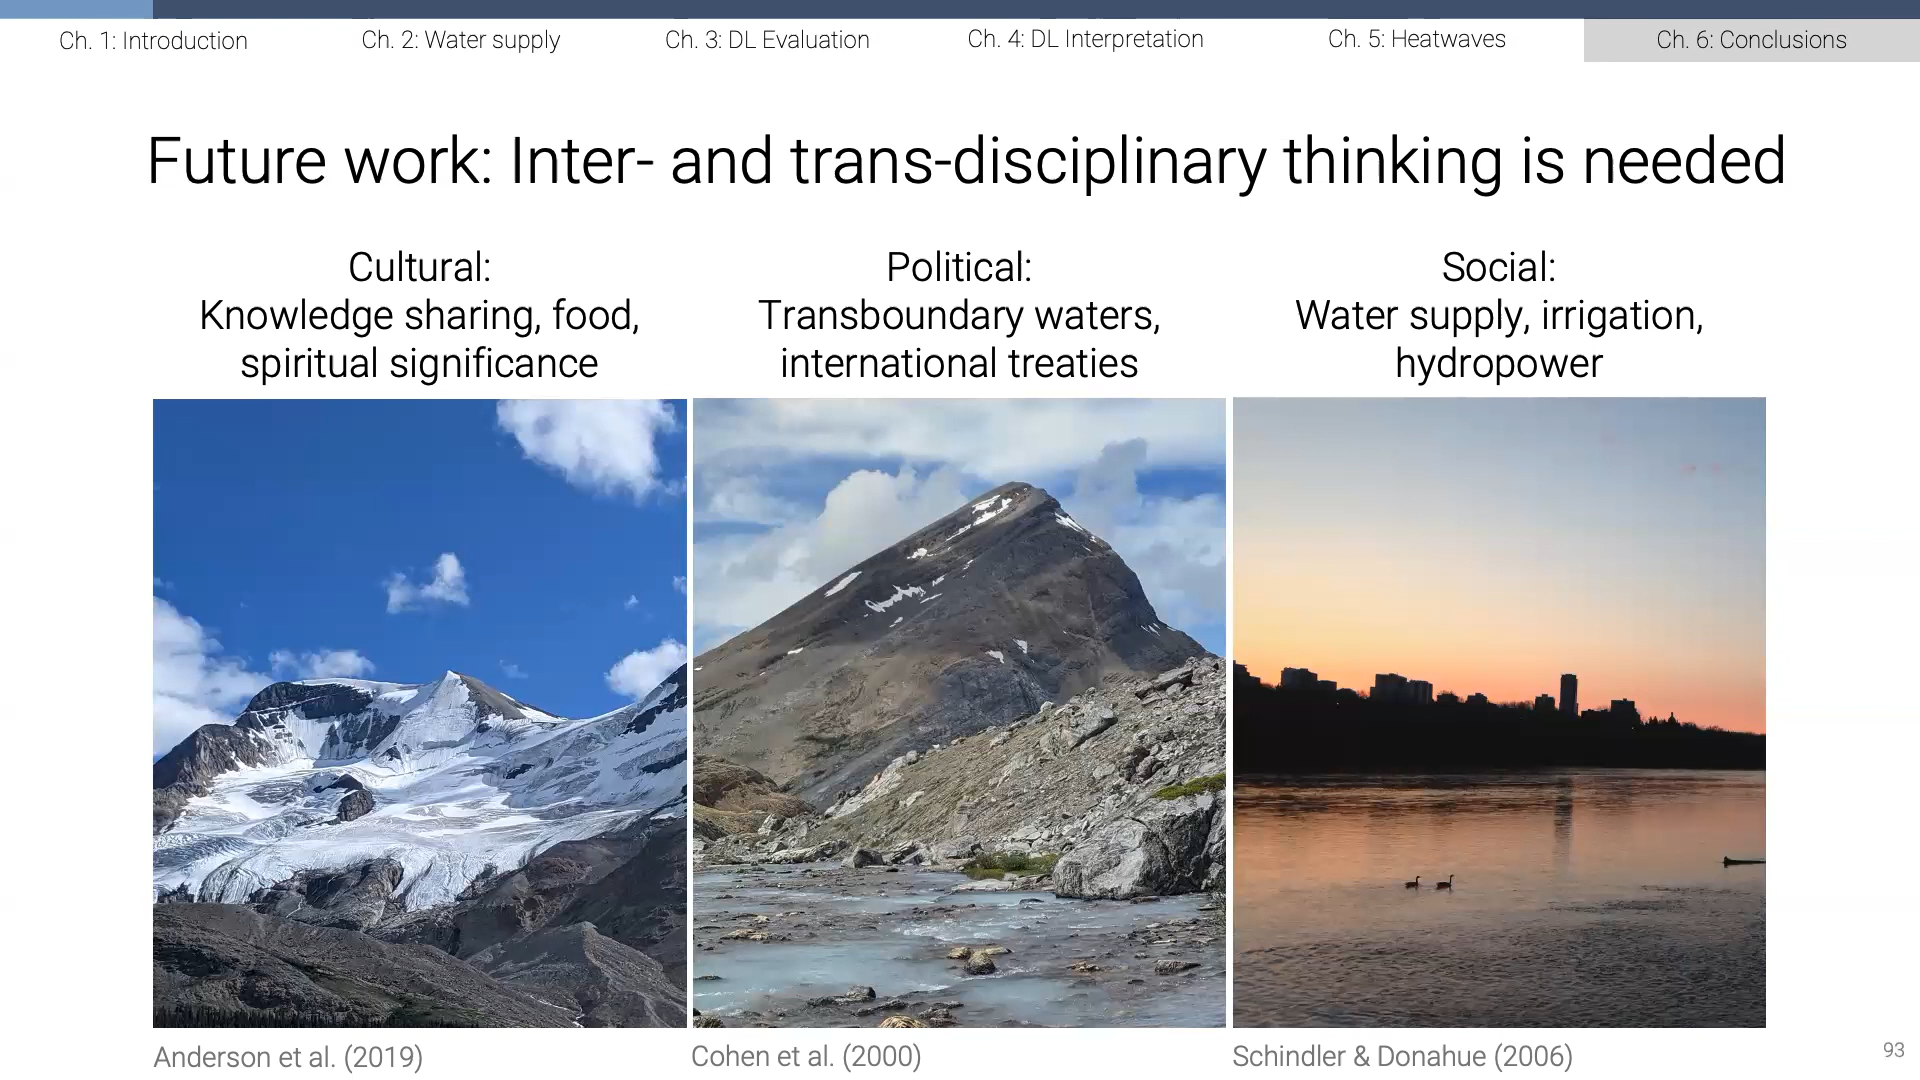 Ch. 1: Introduction
Ch. 2: Water supply
Ch. 3: DL Evaluation
Ch. 4: DL Interpretation
Ch. 5: Heatwaves
Ch. 6: Conclusions
Future work: Inter- and trans-disciplinary thinking is needed
Cultural:
Knowledge sharing, food,
spiritual significance
Political:
Transboundary waters,
international treaties
Social:
Water supply, irrigation,
hydropower
Anderson et al. (2019)
Cohen et al. (2000)
Schindler & Donahue (2006)
93